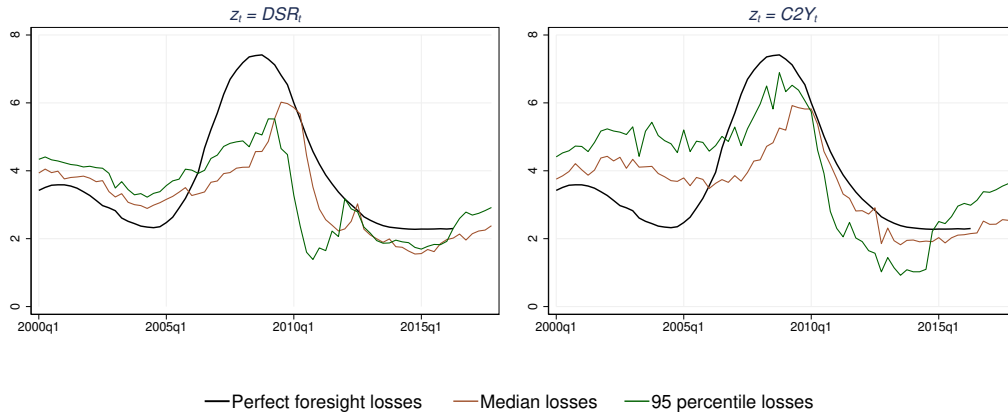 z_t = DSR_t
z_t = C2Y_t
8
6
4
2
0
2000q1 2005q1 2010q1 2015q1
8
6
4
2
0
2000q1 2005q1 2010q1 2015q1
Perfect foresight losses Median losses 95 percentile losses